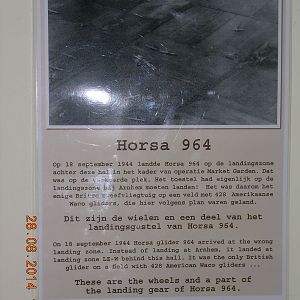 Horsa 964
Op 18 september 1944 landde Horsa 964 op de landingszone
achter deze hal in het kader van operatie Market Garden. Dat
was op de verkeerde plek. Het toestel had eigenlijk op de
landingszone bij Arnhem moeten landen! Het was daarom het
enige Britse zweefvliegtuig op een veld met 428 Amerikaanse
Waco gliders, die hier volgens plan waren geland.
Dit zijn de wielen en een deel van het
landingsgustel van Horsa 964.
On 18 september 1944 Horsa glider 964 arrived at the wrong
landing zone. Instead of landing at Arnhem, it landed at
landing zone LZ-W behind this hall. It was the only British
glider on a field with 428 American Waco gliders ...
These are the wheels and a part of
the landing gear of Horsa 964.
28.08.2014